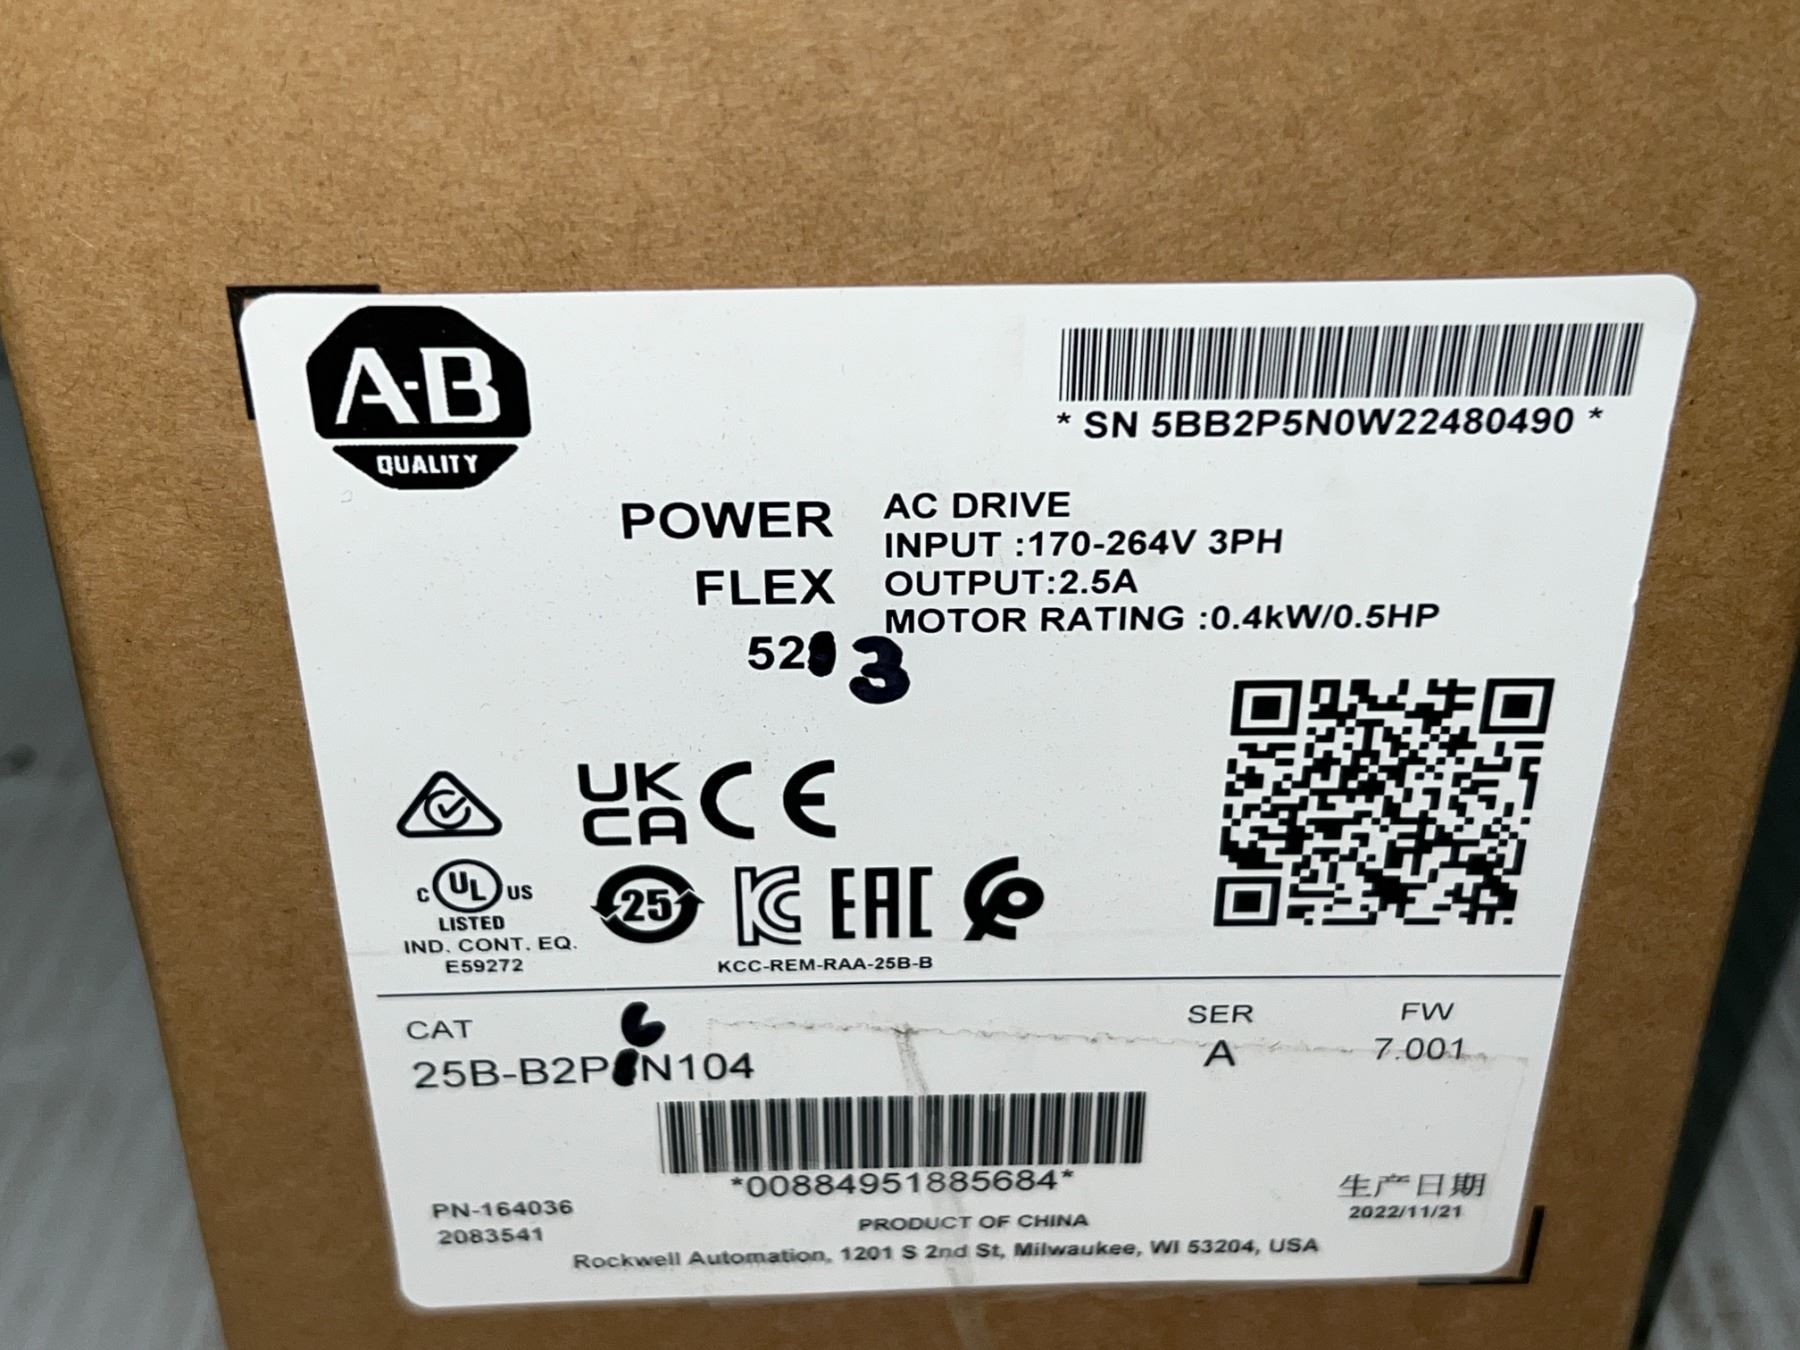 A-B
QUALITY
* SN 5BB2P5N0W22480490 *
POWER
FLEX
523
AC DRIVE
INPUT :170-264V 3PH
OUTPUT:2.5A
MOTOR RATING :0.4kW/0.5HP
UK
CA
CE
C UL US
LISTED
IND. CONT. EQ.
E59272
25
KC
EAC
KCC-REM-RAA-25B-B
CAT
25B-B2P N104
SER
A
FW
7.001
*00884951885684*
PN-164036
2083541
生产日期
2022/11/21
PRODUCT OF CHINA
Rockwell Automation, 1201 S 2nd St, Milwaukee, WI 53204, USA